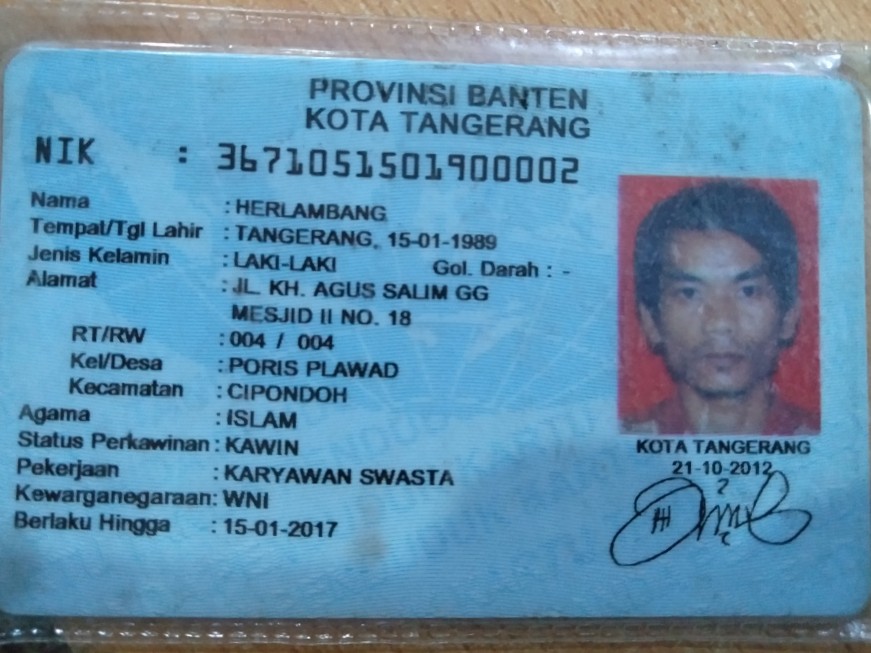 PROVINSI BANTEN
KOTA TANGERANG
NIK : 3671051501900002
Nama : HERLAMBANG
Tempat/Tgl Lahir : TANGERANG, 15-01-1989
Jenis Kelamin : LAKI-LAKI Gol. Darah : -
Alamat : JL. KH. AGUS SALIM GG
MESJID II NO. 18
RT/RW : 004 / 004
Kel/Desa : PORIS PLAWAD
Kecamatan : CIPONDOH
Agama : ISLAM
Status Perkawinan : KAWIN
Pekerjaan : KARYAWAN SWASTA
Kewarganegaraan: WNI
Berlaku Hingga : 15-01-2017
KOTA TANGERANG
21-10-2012